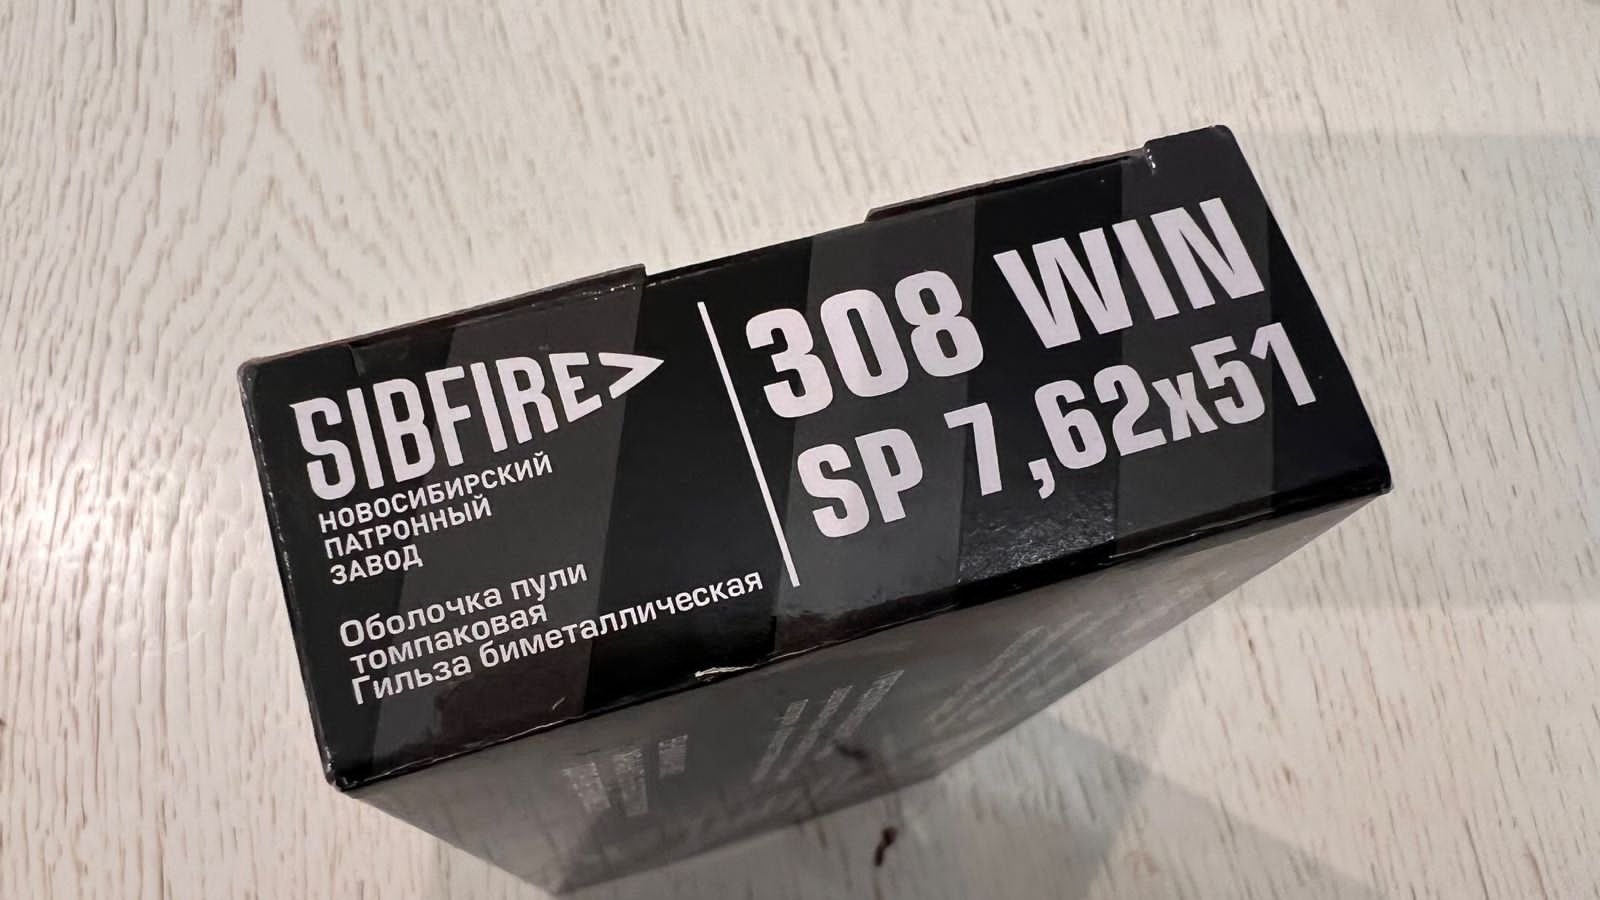 SIBFIRE>
НОВОСИБИРСКИЙ
ПАТРОННЫЙ
ЗАВОД
Оболочка пули
томпаковая
Гильза биметаллическая
308 WIN
SP 7,62x51